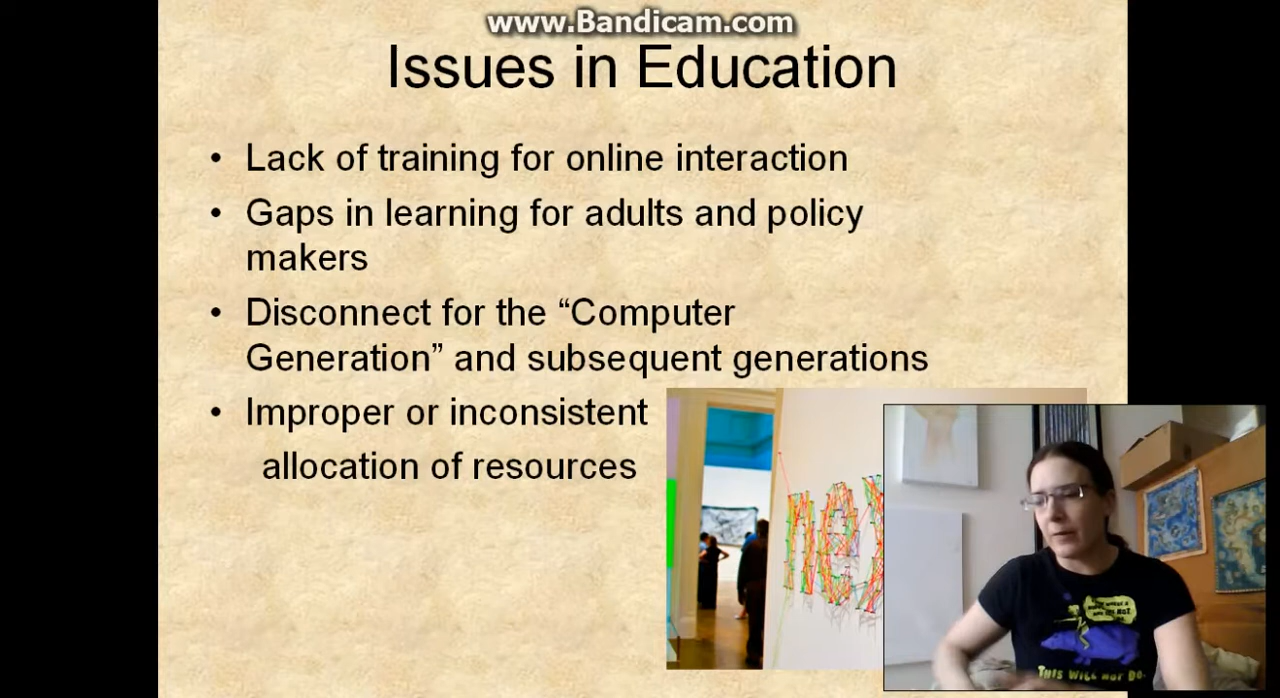 www.Bandicam.com
Issues in Education
• Lack of training for online interaction
• Gaps in learning for adults and policy
makers
• Disconnect for the “Computer
Generation” and subsequent generations
• Improper or inconsistent
allocation of resources
THIS WILL NOT DO.